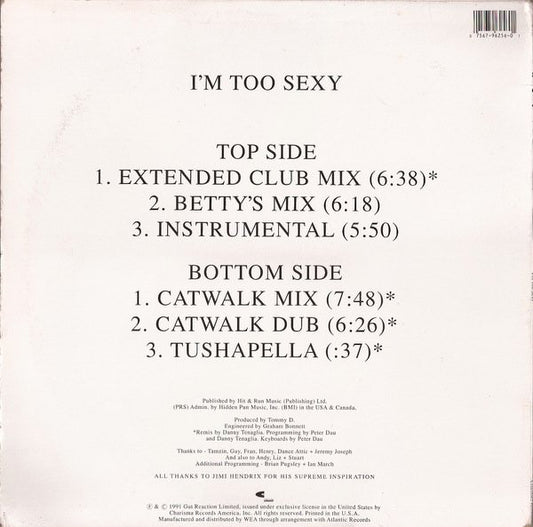 I'M TOO SEXY
TOP SIDE
1. EXTENDED CLUB MIX (6:38)*
2. BETTY'S MIX (6:18)
3. INSTRUMENTAL (5:50)
BOTTOM SIDE
1. CATWALK MIX (7:48)*
2. CATWALK DUB (6:26)*
3. TUSHAPELLA (:37)*
Published by Hit & Run Music (Publishing) Ltd.
(PRS) Admin. by Hidden Pun Music, Inc. (BMI) in the USA & Canada.
Produced by Tommy D.
Engineered by Graham Bonnett
*Remix by Danny Tenaglia. Programming by Peter Dau
and Danny Tenaglia. Keyboards by Peter Dau
Thanks to - Tamzin, Guy, Fran, Henry, Dance Attic + Jeremy Joseph
And also to Andy, Liz + Stuart
Additional Programming - Brian Pugsley + Ian March
ALL THANKS TO JIMI HENDRIX FOR HIS SUPREME INSPIRATION
℗ & © 1991 Gut Reaction Limited, issued under exclusive license in the United States by
Charisma Records America, Inc. All rights reserved. Printed in the U.S.A.
Manufactured and distributed by WEA through arrangement with Atlantic Records